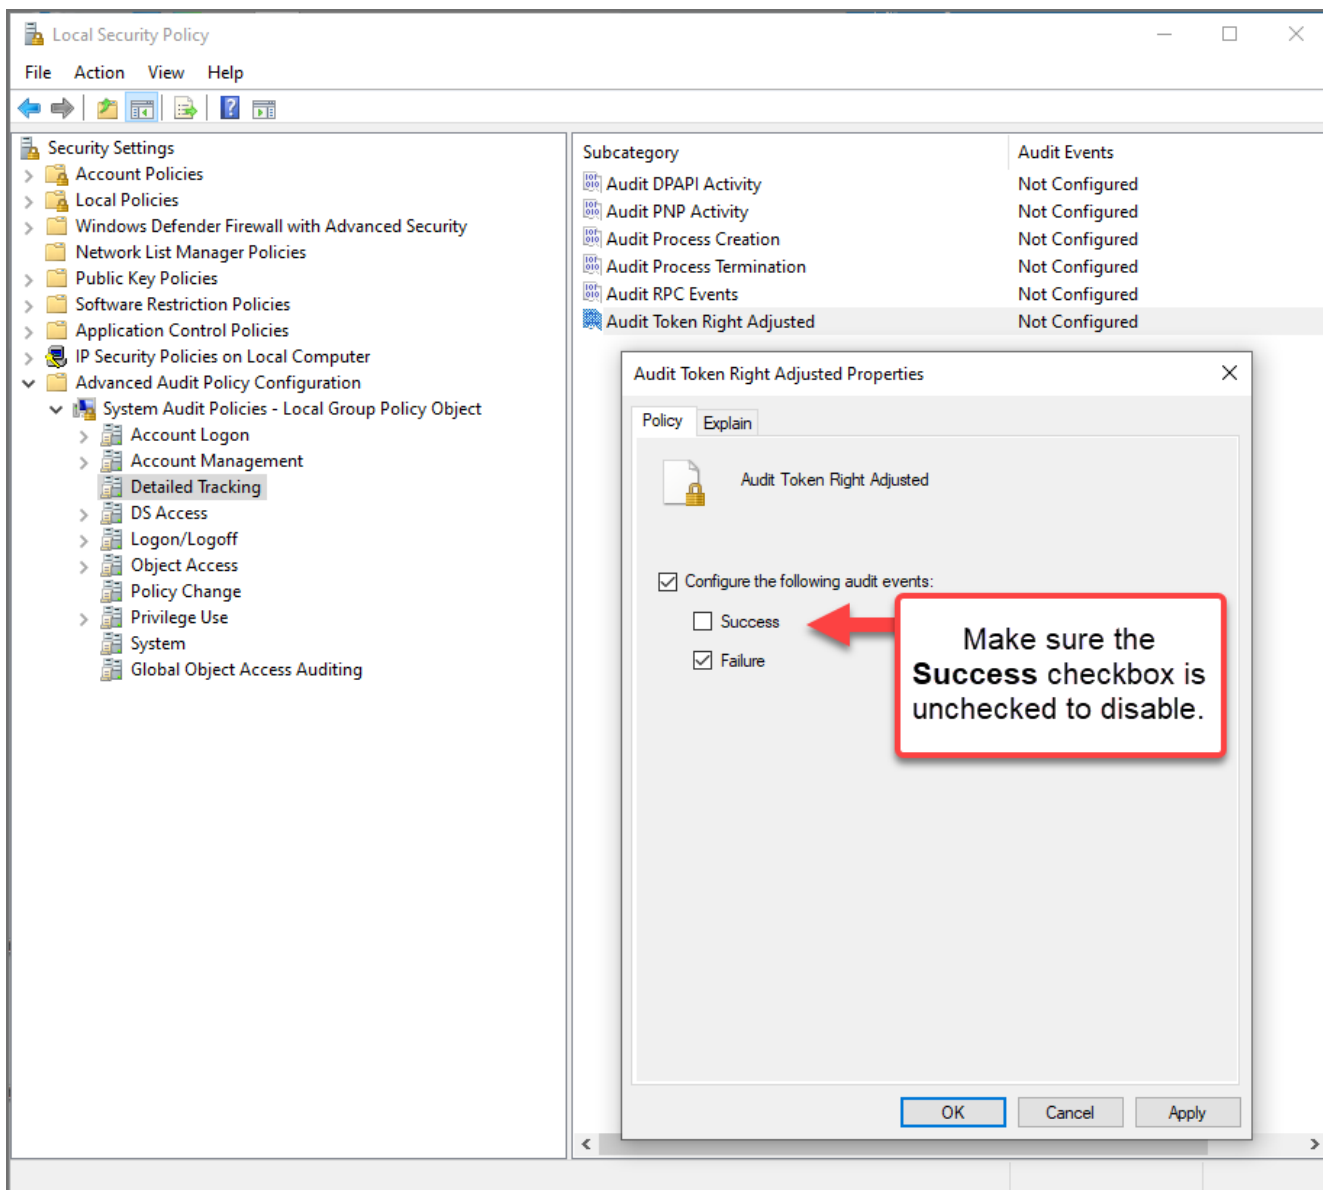 Local Security Policy
File Action View Help
Security Settings
Account Policies
Local Policies
Windows Defender Firewall with Advanced Security
Network List Manager Policies
Public Key Policies
Software Restriction Policies
Application Control Policies
IP Security Policies on Local Computer
Advanced Audit Policy Configuration
System Audit Policies - Local Group Policy Object
Account Logon
Account Management
Detailed Tracking
DS Access
Logon/Logoff
Object Access
Policy Change
Privilege Use
System
Global Object Access Auditing
Subcategory Audit Events
Audit DPAPI Activity Not Configured
Audit PNP Activity Not Configured
Audit Process Creation Not Configured
Audit Process Termination Not Configured
Audit RPC Events Not Configured
Audit Token Right Adjusted Not Configured
Audit Token Right Adjusted Properties
Policy Explain
Audit Token Right Adjusted
Configure the following audit events:
Success
Failure
Make sure the
Success checkbox is
unchecked to disable.
OK Cancel Apply